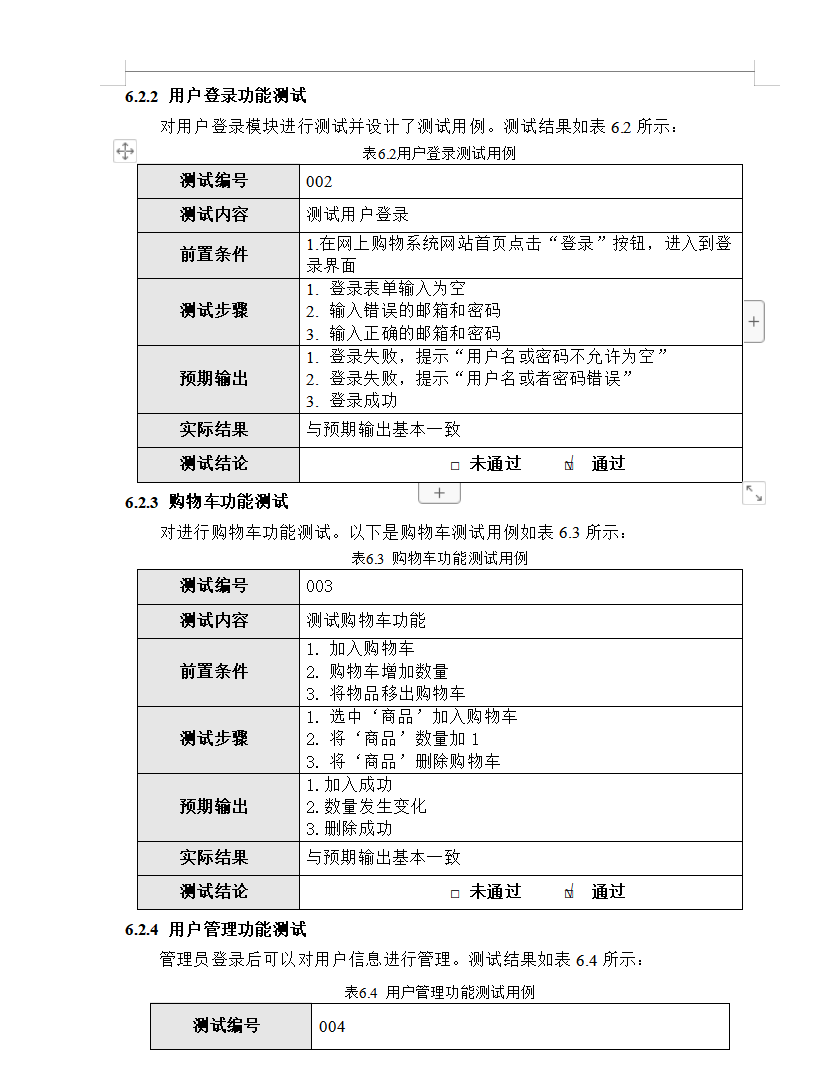 6.2.2 用户登录功能测试
对用户登录模块进行测试并设计了测试用例。测试结果如表 6.2 所示：
表6.2用户登录测试用例
测试编号 002
测试内容 测试用户登录
前置条件 1.在网上购物系统网站首页点击“登录”按钮，进入到登
录界面
测试步骤 1. 登录表单输入为空
2. 输入错误的邮箱和密码
3. 输入正确的邮箱和密码
预期输出 1. 登录失败，提示“用户名或密码不允许为空”
2. 登录失败，提示“用户名或者密码错误”
3. 登录成功
实际结果 与预期输出基本一致
测试结论 □ 未通过 ☑ 通过
6.2.3 购物车功能测试
对进行购物车功能测试。以下是购物车测试用例如表 6.3 所示：
表6.3 购物车功能测试用例
测试编号 003
测试内容 测试购物车功能
前置条件 1. 加入购物车
2. 购物车增加数量
3. 将物品移出购物车
测试步骤 1. 选中‘商品’加入购物车
2. 将‘商品’数量加 1
3. 将‘商品’删除购物车
预期输出 1.加入成功
2.数量发生变化
3.删除成功
实际结果 与预期输出基本一致
测试结论 □ 未通过 ☑ 通过
6.2.4 用户管理功能测试
管理员登录后可以对用户信息进行管理。测试结果如表 6.4 所示：
表6.4 用户管理功能测试用例
测试编号 004